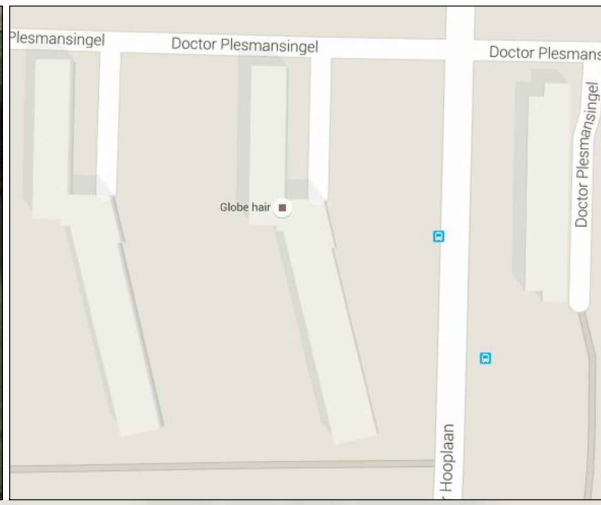 Plesmansingel
Doctor Plesmansingel
Doctor Plesmans
Doctor Plesmansingel
Globe hair
r Hooplaan